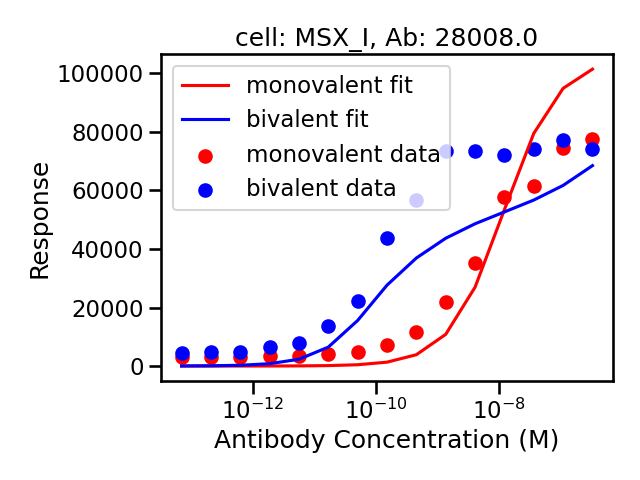 cell: MSX_I, Ab: 28008.0
monovalent fit
bivalent fit
monovalent data
bivalent data
Response
100000
80000
60000
40000
20000
0
10⁻¹²
10⁻¹⁰
10⁻⁸
Antibody Concentration (M)